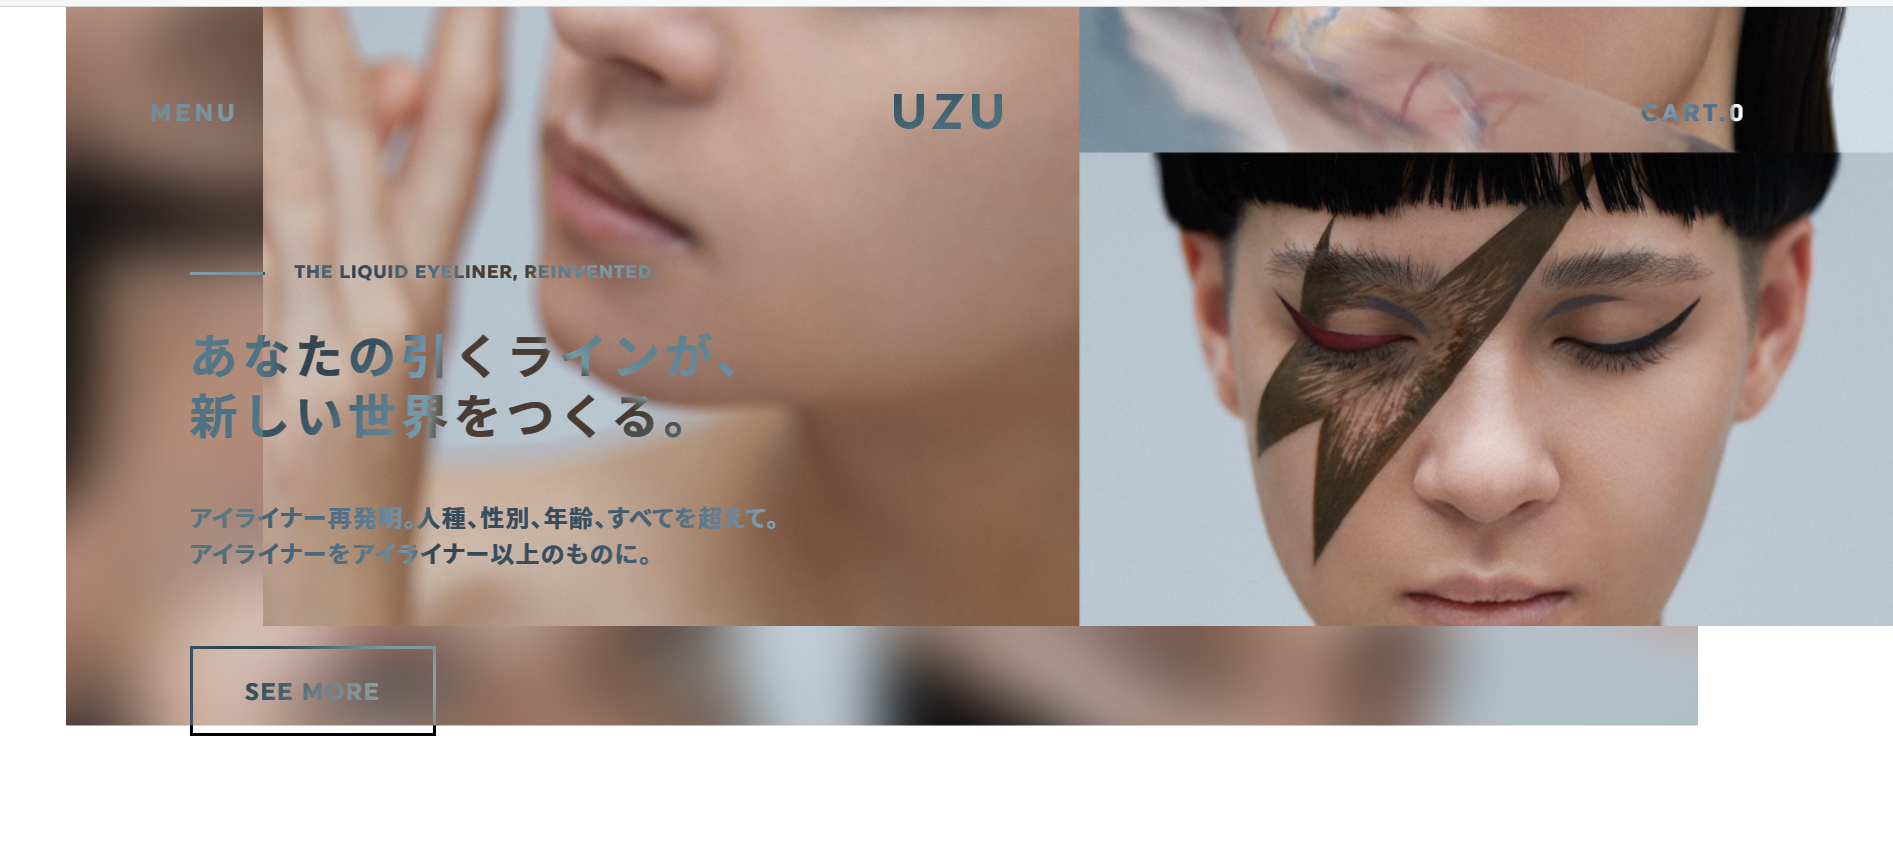 MENU
UZU
CART.0
THE LIQUID EYELINER, REINVENTED.
あなたの引くラインが、
新しい世界をつくる。
アイライナー再発明。人種、性別、年齢、すべてを超えて。
アイライナーをアイライナー以上のものに。
SEE MORE